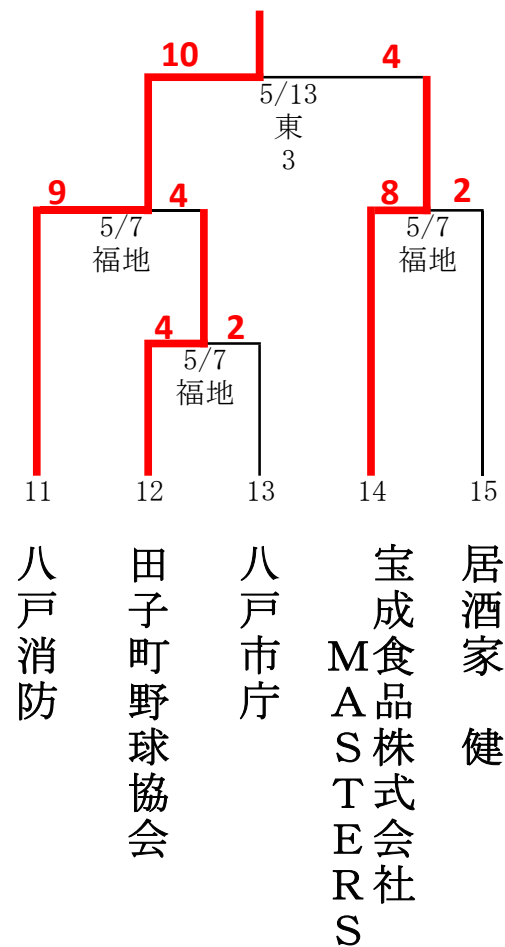 10
4
5/13
東
3
9
4
8
2
5/7
福地
5/7
福地
4
2
5/7
福地
11
12
13
14
15
八戸消防
田子町野球協会
八戸市庁
宝成食品株式会社
MASTERS
居酒家　健